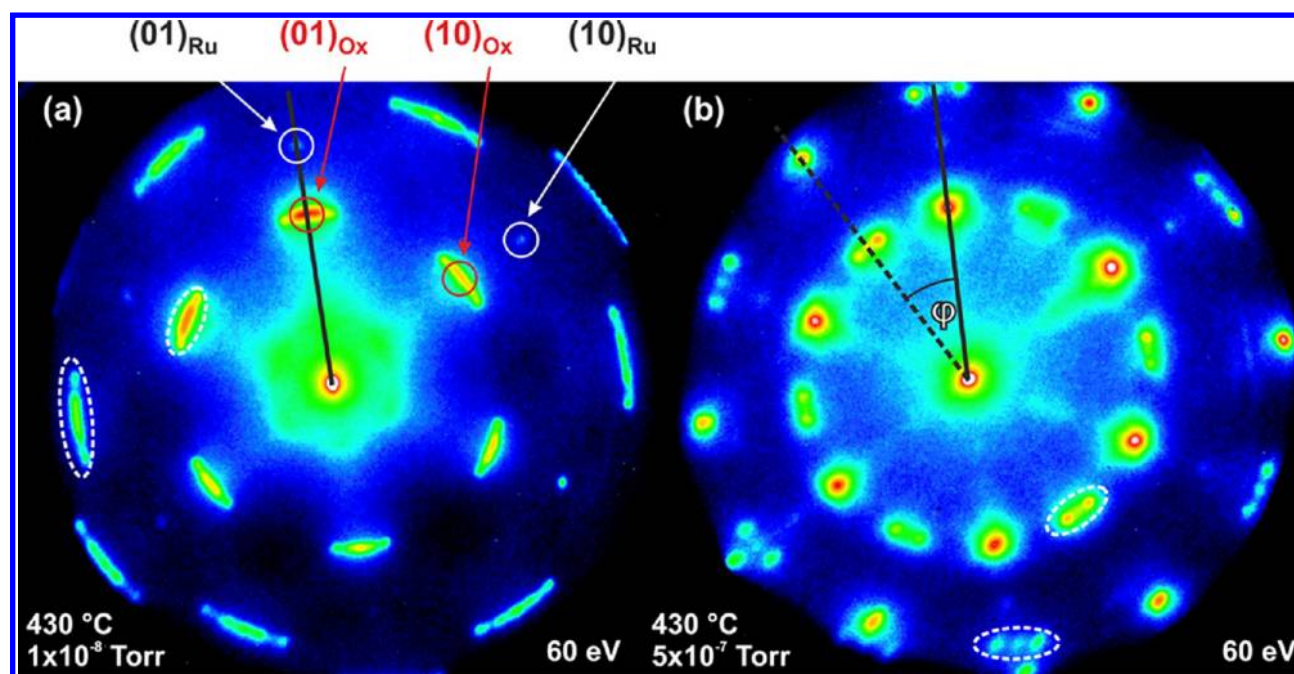 (01)Ru (01)Ox (10)Ox (10)Ru
(a) (b)
φ
430 °C 430 °C
1x10⁻⁸ Torr 60 eV 5x10⁻⁷ Torr 60 eV